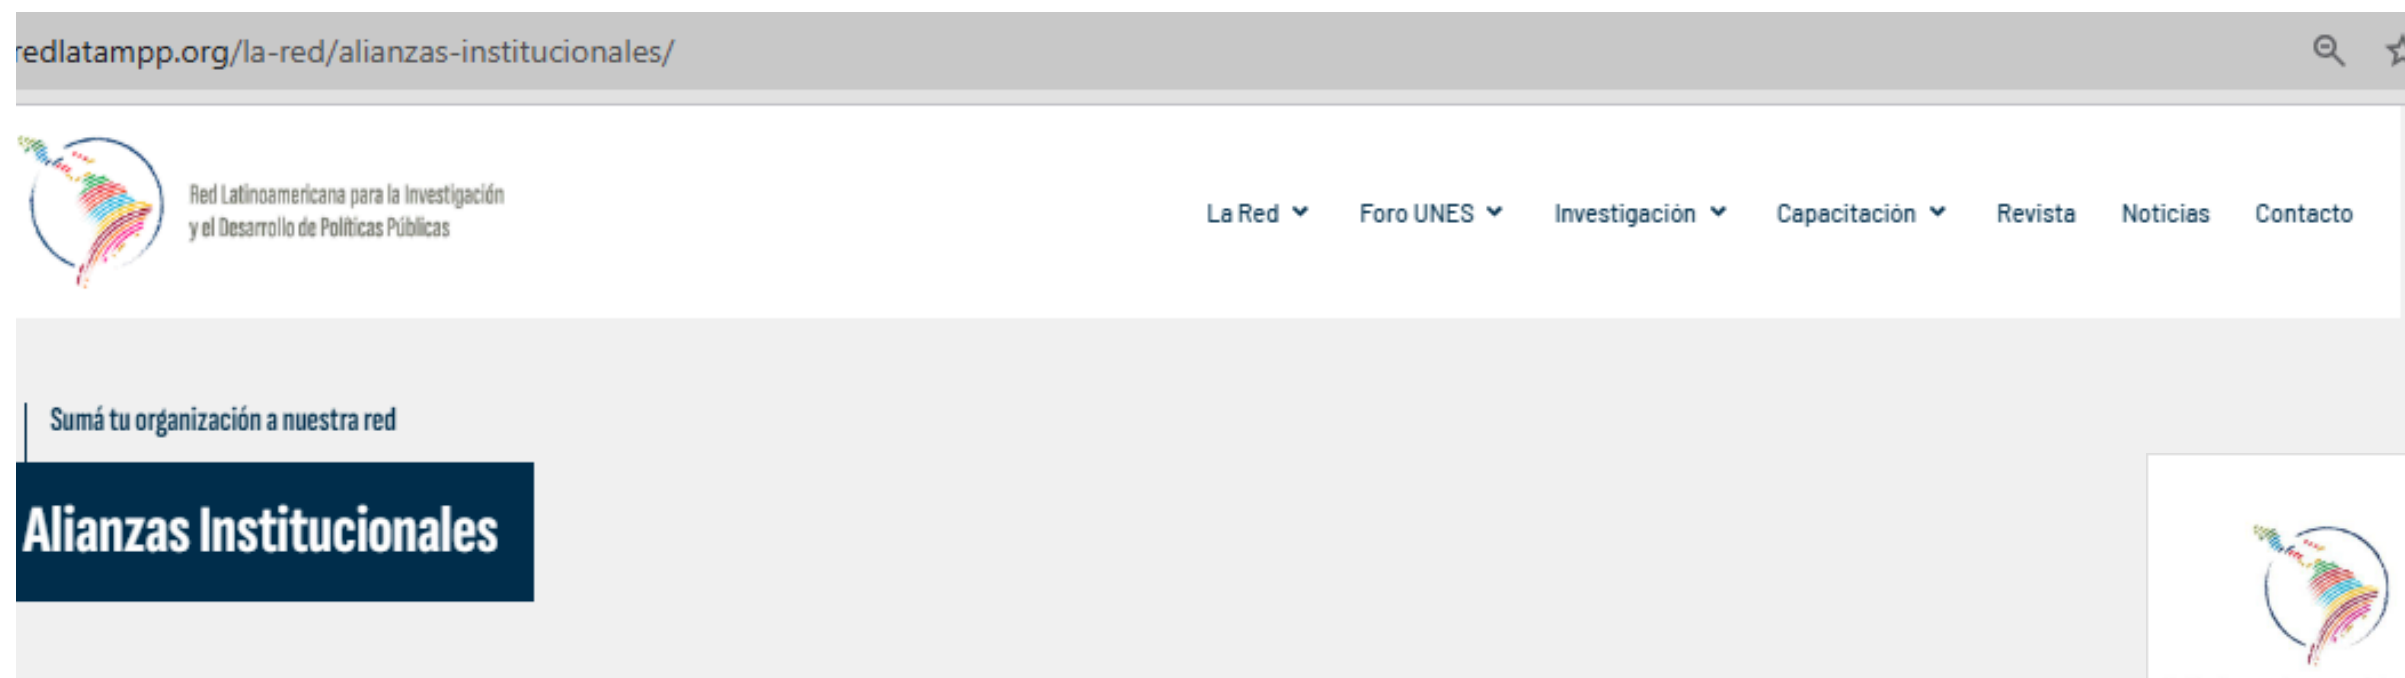 redlatampp.org/la-red/alianzas-institucionales/
Red Latinoamericana para la Investigación
y el Desarrollo de Políticas Públicas
La Red Foro UNES Investigación Capacitación Revista Noticias Contacto
Sumá tu organización a nuestra red
Alianzas Institucionales